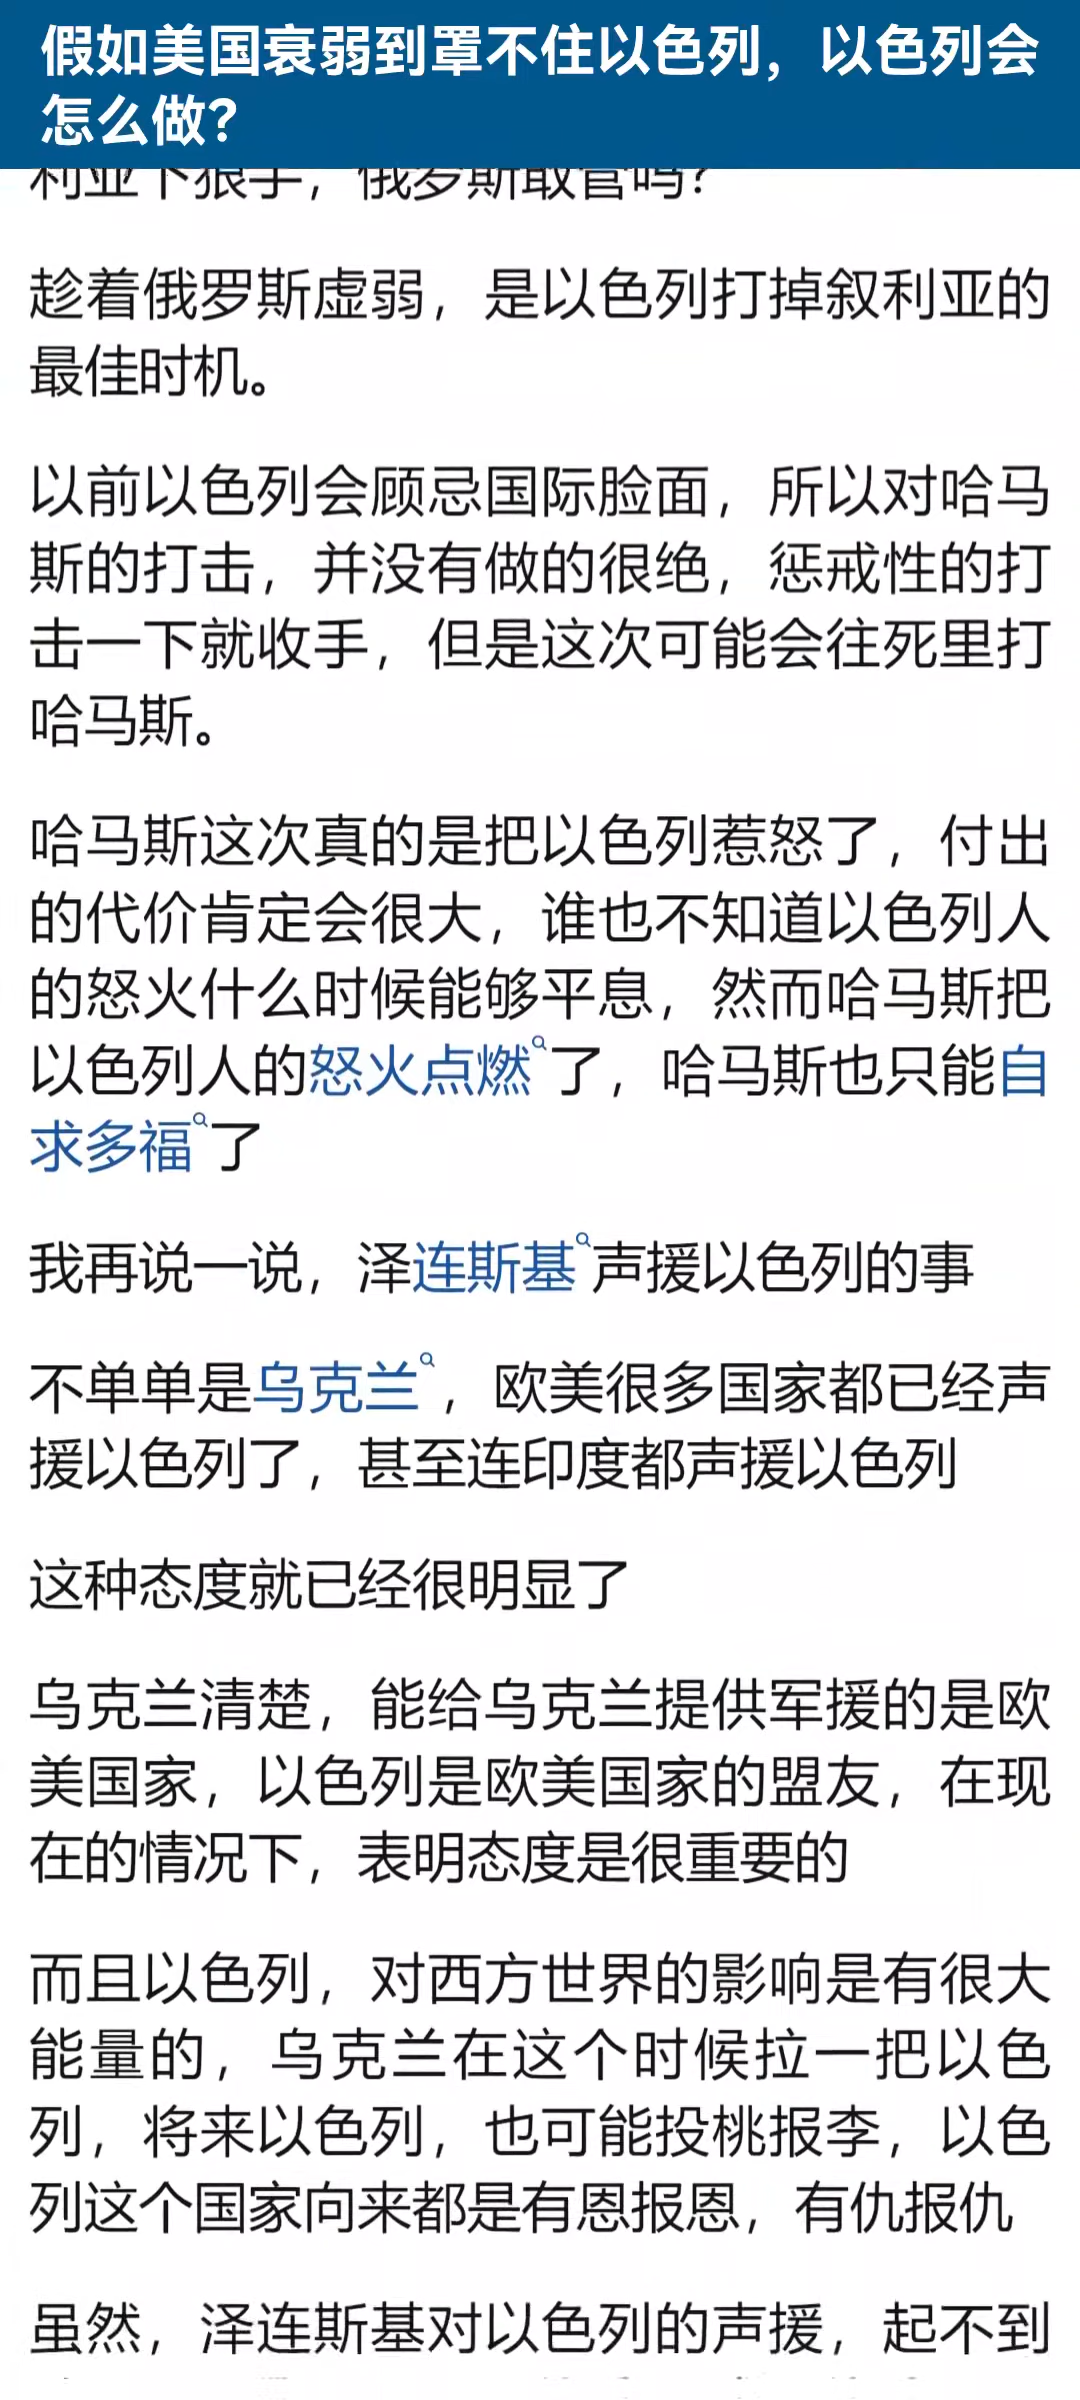 假如美国衰弱到罩不住以色列，以色列会
怎么做？
利亚下狠手，俄罗斯敢管吗？
趁着俄罗斯虚弱，是以色列打掉叙利亚的
最佳时机。
以前以色列会顾忌国际脸面，所以对哈马
斯的打击，并没有做的很绝，惩戒性的打
击一下就收手，但是这次可能会往死里打
哈马斯。
哈马斯这次真的是把以色列惹怒了，付出
的代价肯定会很大，谁也不知道以色列人
的怒火什么时候能够平息，然而哈马斯把
以色列人的怒火点燃了，哈马斯也只能自
求多福了
我再说一说，泽连斯基声援以色列的事
不单单是乌克兰，欧美很多国家都已经声
援以色列了，甚至连印度都声援以色列
这种态度就已经很明显了
乌克兰清楚，能给乌克兰提供军援的是欧
美国家，以色列是欧美国家的盟友，在现
在的情况下，表明态度是很重要的
而且以色列，对西方世界的影响是有很大
能量的，乌克兰在这个时候拉一把以色
列，将来以色列，也可能投桃报李，以色
列这个国家向来都是有恩报恩，有仇报仇
虽然，泽连斯基对以色列的声援，起不到